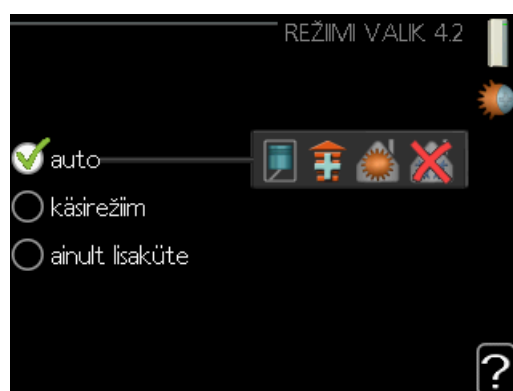 REŽIIMI VALIK 4.2
auto
käsirežiim
ainult lisaküte
?